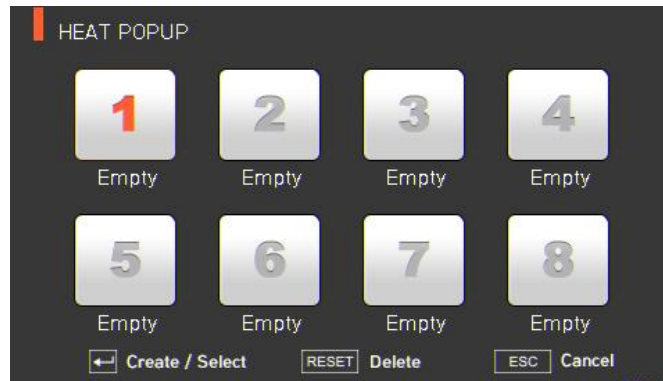 HEAT POPUP
1 2 3 4
Empty Empty Empty Empty
5 6 7 8
Empty Empty Empty Empty
Create / Select RESET Delete ESC Cancel